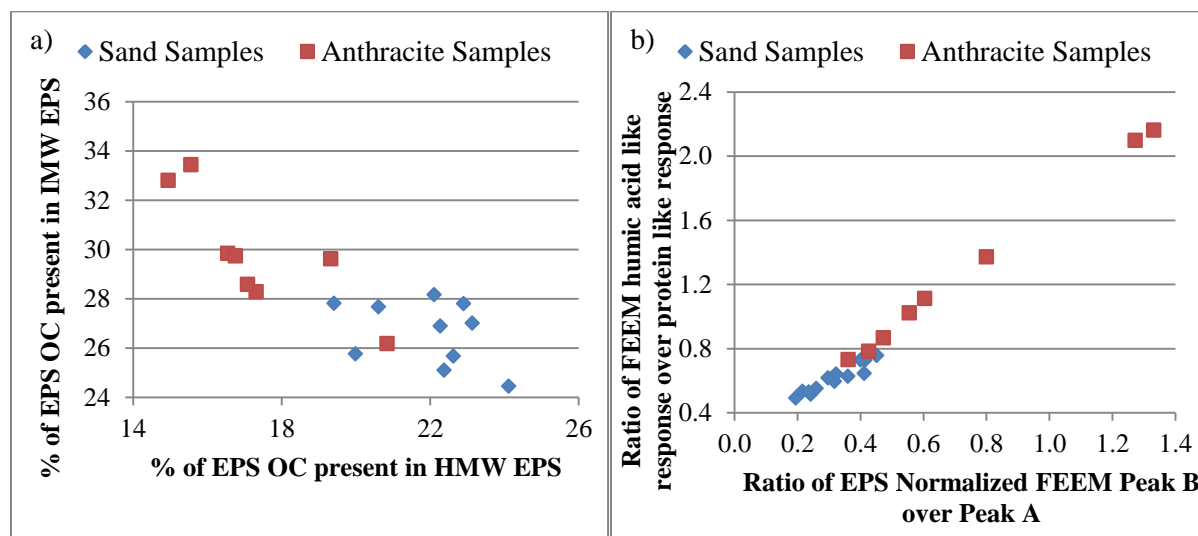 a)
Sand Samples
Anthracite Samples
% of EPS OC present in IMW EPS
36
34
32
30
28
26
24
14
18
22
26
% of EPS OC present in HMW EPS
b)
Sand Samples
Anthracite Samples
Ratio of FEEM humic acid like
response over protein like response
2.4
2.0
1.6
1.2
0.8
0.4
0.0
0.2
0.4
0.6
0.8
1.0
1.2
1.4
Ratio of EPS Normalized FEEM Peak B
over Peak A